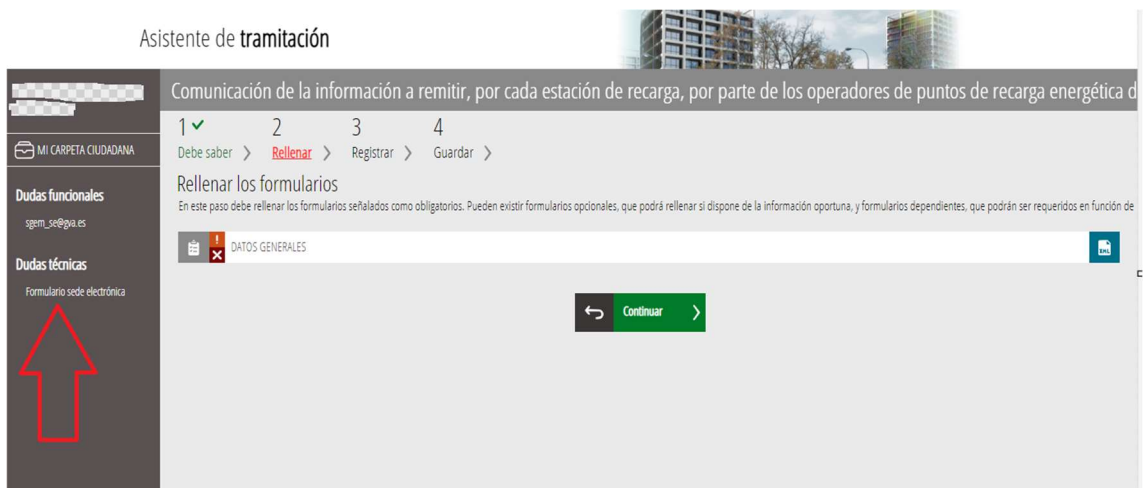 Asistente de tramitación
Comunicación de la información a remitir, por cada estación de recarga, por parte de los operadores de puntos de recarga energética d
MI CARPETA CIUDADANA
Dudas funcionales
sgem_se@gva.es
Dudas técnicas
Formulario sede electrónica
1 2 3 4
Debe saber Rellenar Registrar Guardar
Rellenar los formularios
En este paso debe rellenar los formularios señalados como obligatorios. Pueden existir formularios opcionales, que podrá rellenar si dispone de la información oportuna, y formularios dependientes, que podrán ser requeridos en función de
DATOS GENERALES
XML
Continuar